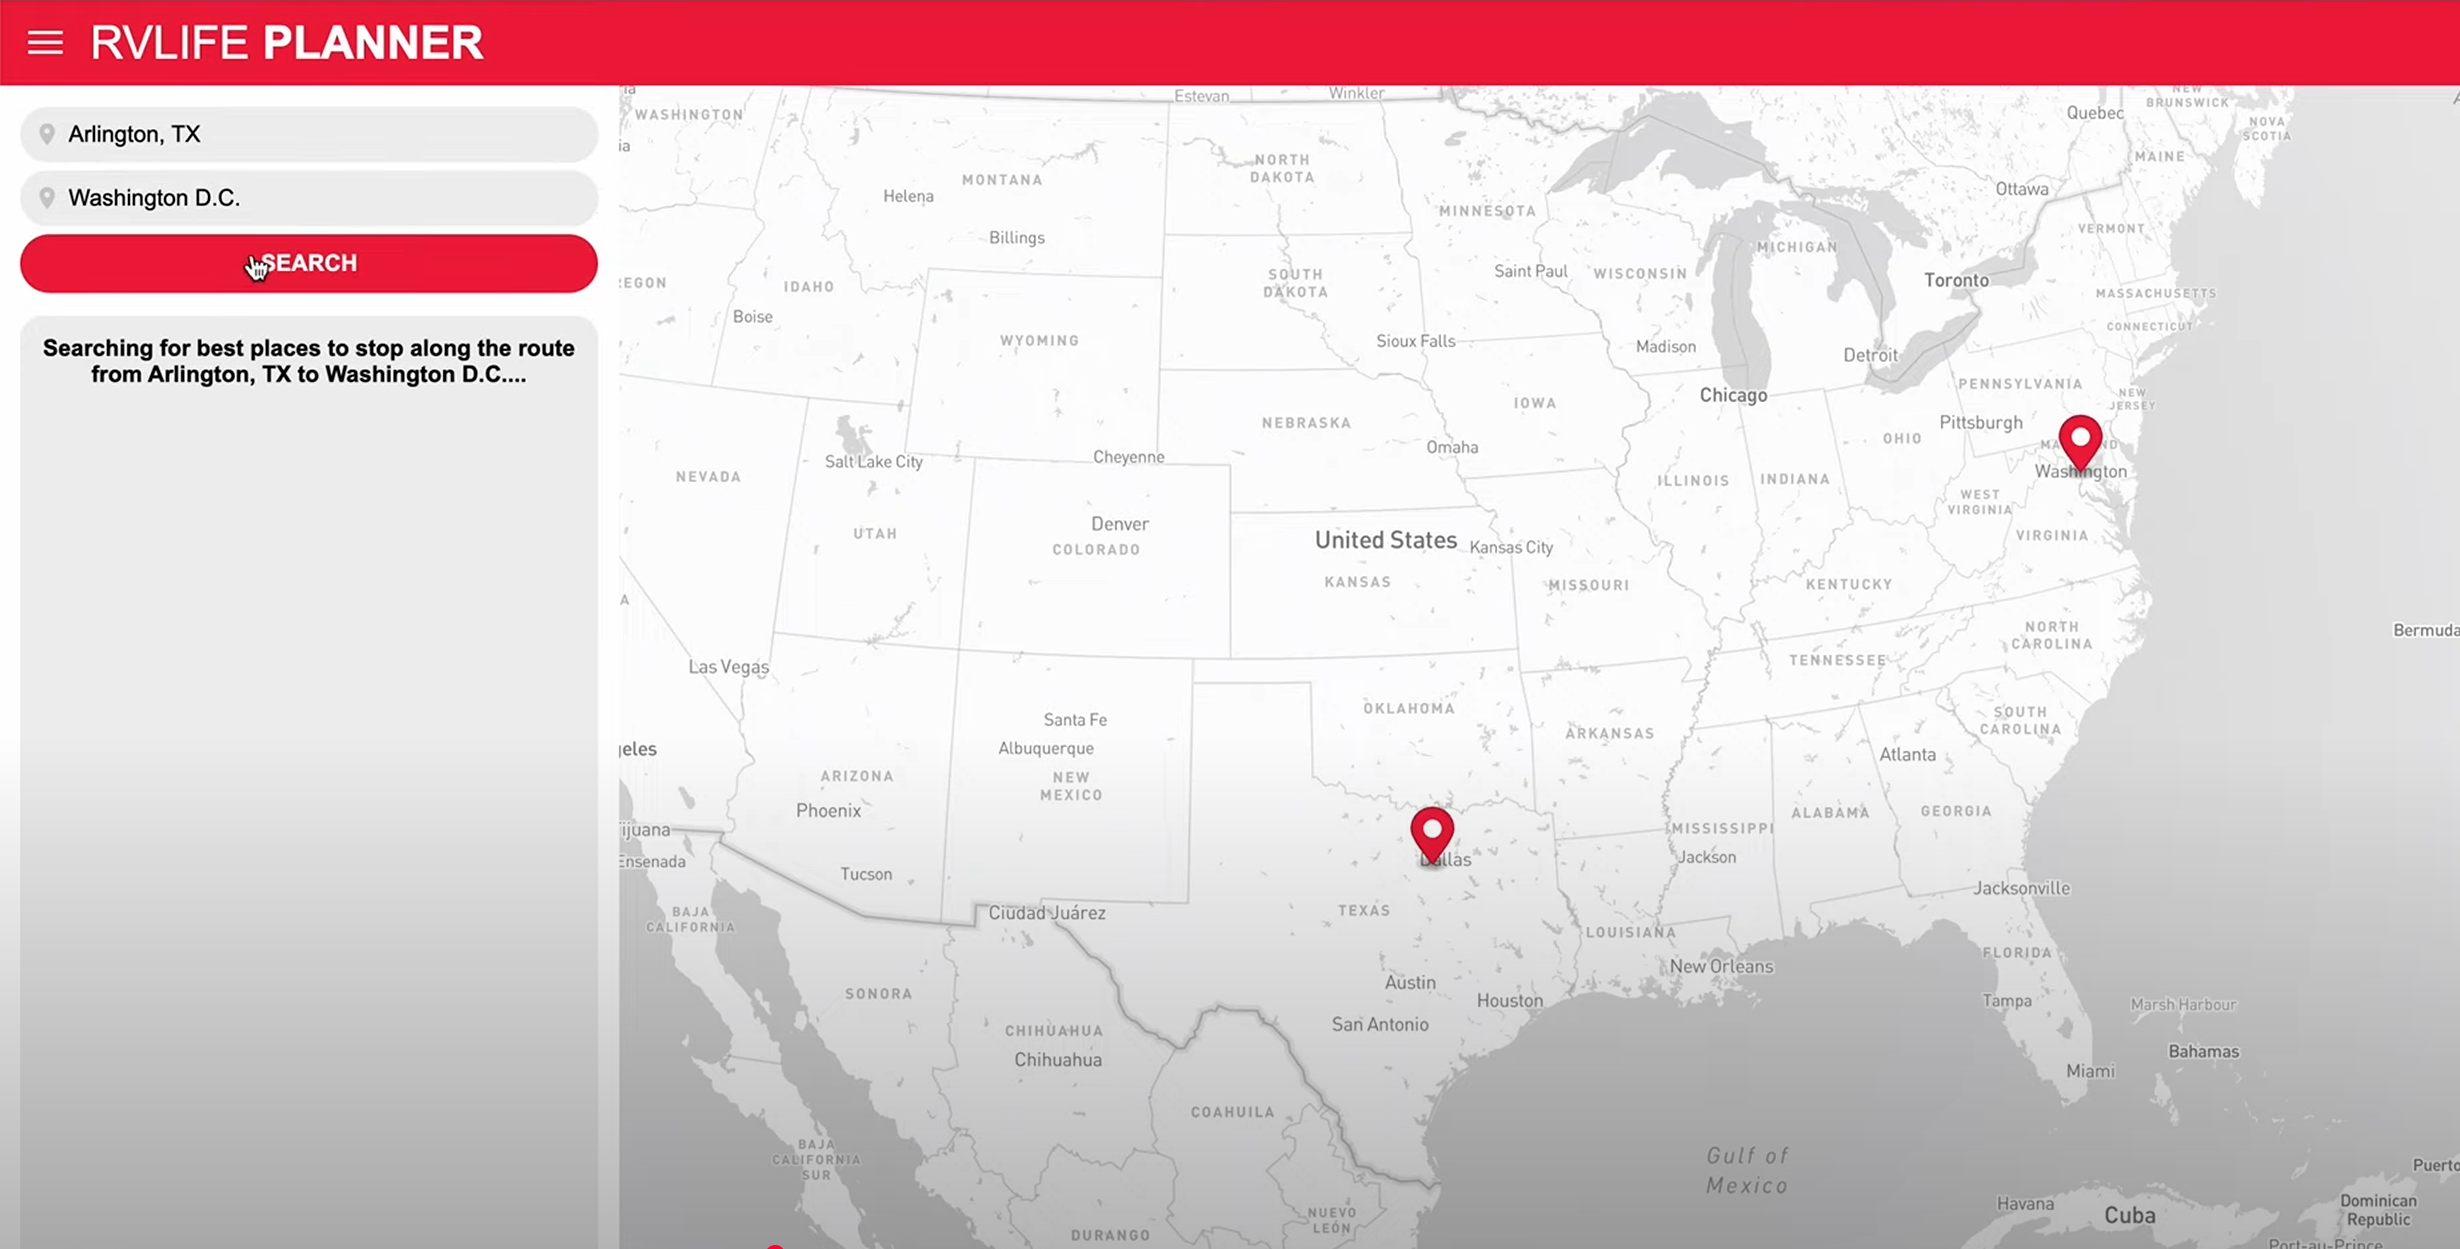 RVLIFE PLANNER
Arlington, TX
Washington D.C.
SEARCH
Searching for best places to stop along the route
from Arlington, TX to Washington D.C....
Estevan
Winkler
WASHINGTON
Quebec
NEW
BRUNSWICK
NOVA
SCOTIA
MAINE
NORTH
DAKOTA
MONTANA
Helena
Ottawa
MINNESOTA
Billings
VERMONT
MICHIGAN
SOUTH
DAKOTA
Saint Paul
WISCONSIN
Toronto
EGON
IDAHO
MASSACHUSETTS
Boise
CONNECTICUT
WYOMING
Sioux Falls
Madison
Detroit
PENNSYLVANIA
NEW
JERSEY
Chicago
IOWA
NEBRASKA
Pittsburgh
OHIO
Omaha
MA ND
Cheyenne
Salt Lake City
Washington
NEVADA
ILLINOIS
INDIANA
WEST
VIRGINIA
Denver
UTAH
COLORADO
United States
Kansas City
VIRGINIA
KANSAS
MISSOURI
KENTUCKY
A
Bermuda
NORTH
CAROLINA
Las Vegas
TENNESSEE
OKLAHOMA
Santa Fe
Albuquerque
SOUTH
CAROLINA
ARKANSAS
geles
Atlanta
ARIZONA
NEW
MEXICO
Phoenix
ALABAMA
GEORGIA
ijuana
MISSISSIPPI
Jackson
Dallas
Ensenada
Tucson
Jacksonville
BAJA
CALIFORNIA
Ciudad Juárez
TEXAS
LOUISIANA
FLORIDA
New Orleans
Austin
SONORA
Houston
Tampa
Marsh Harbour
San Antonio
CHIHUAHUA
Chihuahua
Bahamas
Miami
COAHUILA
BAJA
CALIFORNIA
SUR
Gulf of
Mexico
Puerto
Havana
Cuba
Dominican
Republic
NUEVO
LEÓN
DURANGO
Port-au-Prince